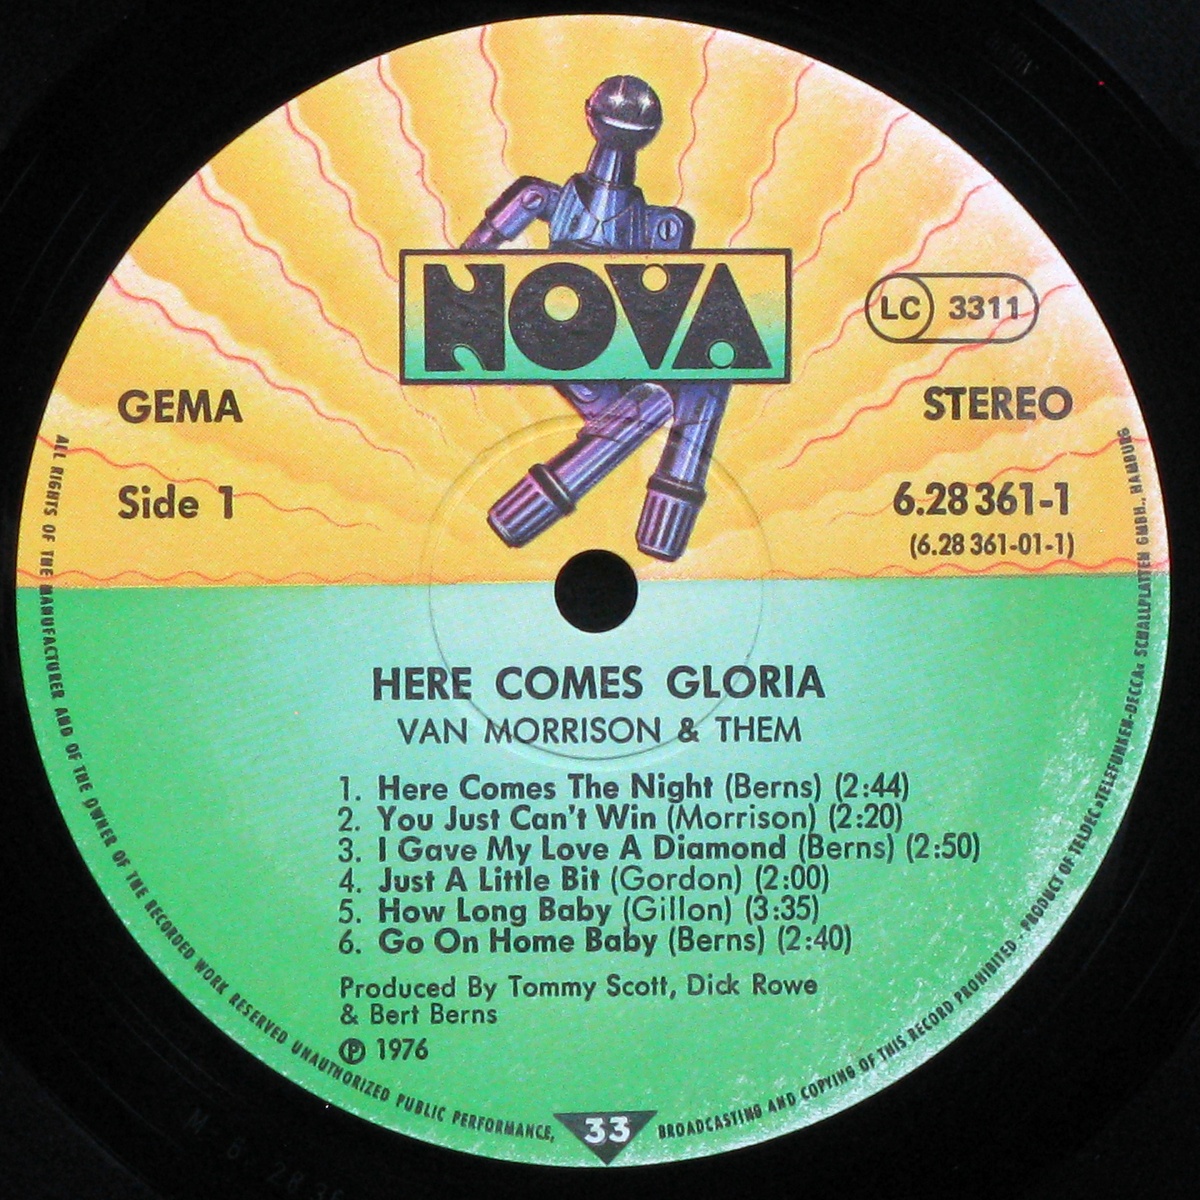 NOVA
LC 3311
GEMA
STEREO
Side 1
6.28 361-1
(6.28 361-01-1)
HERE COMES GLORIA
VAN MORRISON & THEM
1. Here Comes The Night (Berns) (2:44)
2. You Just Can't Win (Morrison) (2:20)
3. I Gave My Love A Diamond (Berns) (2:50)
4. Just A Little Bit (Gordon) (2:00)
5. How Long Baby (Gillon) (3:35)
6. Go On Home Baby (Berns) (2:40)
Produced By Tommy Scott, Dick Rowe
& Bert Berns
℗ 1976
ALL RIGHTS OF THE MANUFACTURER AND OF THE OWNER OF THE RECORDED WORK RESERVED UNAUTHORIZED PUBLIC PERFORMANCE,
33
BROADCASTING AND COPYING OF THIS RECORD PROHIBITED · PRODUCT OF TELDEC »TELEFUNKEN-DECCA« SCHALLPLATTEN GMBH., HAMBURG